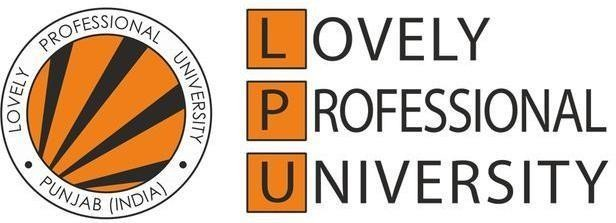 LOVELY PROFESSIONAL UNIVERSITY
• PUNJAB (INDIA) •
LOVELY
PROFESSIONAL
UNIVERSITY